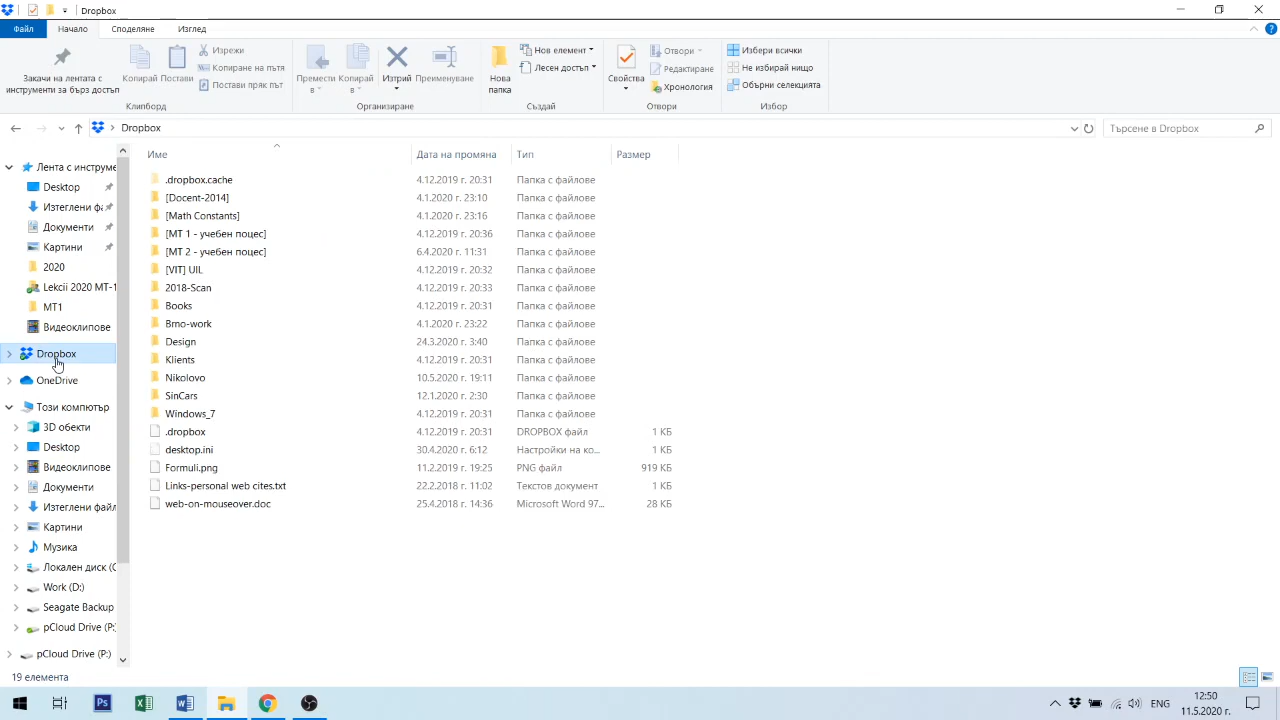 Dropbox
Файл Начало Споделяне Изглед
Закачи на лентата с инструменти за бърз достъп
Копирай
Постави
Изрежи
Копиране на пътя
Постави пряк път
Клипборд
Премести в
Копирай в
Изтрий
Преименуване
Организиране
Нова папка
Нов елемент
Лесен достъп
Създай
Свойства
Отвори
Редактиране
Хронология
Отвори
Избери всички
Не избирай нищо
Обърни селекцията
Избор
Dropbox
Търсене в Dropbox
Лента с инструме
Desktop
Изтеглени фа
Документи
Картини
2020
Lekcii 2020 MT-1
MT1
Видеоклипове
Dropbox
OneDrive
Този компютър
3D обекти
Desktop
Видеоклипове
Документи
Изтеглени файл
Картини
Музика
Локален диск (C
Work (D:)
Seagate Backup
pCloud Drive (P:
pCloud Drive (P:)
Име Дата на промяна Тип Размер
.dropbox.cache 4.12.2019 г. 20:31 Папка с файлове
[Docent-2014] 4.1.2020 г. 23:10 Папка с файлове
[Math Constants] 4.1.2020 г. 23:16 Папка с файлове
[МТ 1 - учебен поцес] 4.12.2019 г. 20:36 Папка с файлове
[МТ 2 - учебен поцес] 6.4.2020 г. 11:31 Папка с файлове
[VIT] UIL 4.12.2019 г. 20:32 Папка с файлове
2018-Scan 4.12.2019 г. 20:33 Папка с файлове
Books 4.12.2019 г. 20:31 Папка с файлове
Brno-work 4.1.2020 г. 23:22 Папка с файлове
Design 24.3.2020 г. 3:40 Папка с файлове
Klients 4.12.2019 г. 20:31 Папка с файлове
Nikolovo 10.5.2020 г. 19:11 Папка с файлове
SinCars 12.1.2020 г. 2:30 Папка с файлове
Windows_7 4.12.2019 г. 20:31 Папка с файлове
.dropbox 4.12.2019 г. 20:31 DROPBOX файл 1 КБ
desktop.ini 30.4.2020 г. 6:12 Настройки на ко... 1 КБ
Formuli.png 11.2.2019 г. 19:25 PNG файл 919 КБ
Links-personal web cites.txt 22.2.2018 г. 11:02 Текстов документ 1 КБ
web-on-mouseover.doc 25.4.2018 г. 14:36 Microsoft Word 97... 28 КБ
19 елемента
Ps
ENG
12:50
11.5.2020 г.